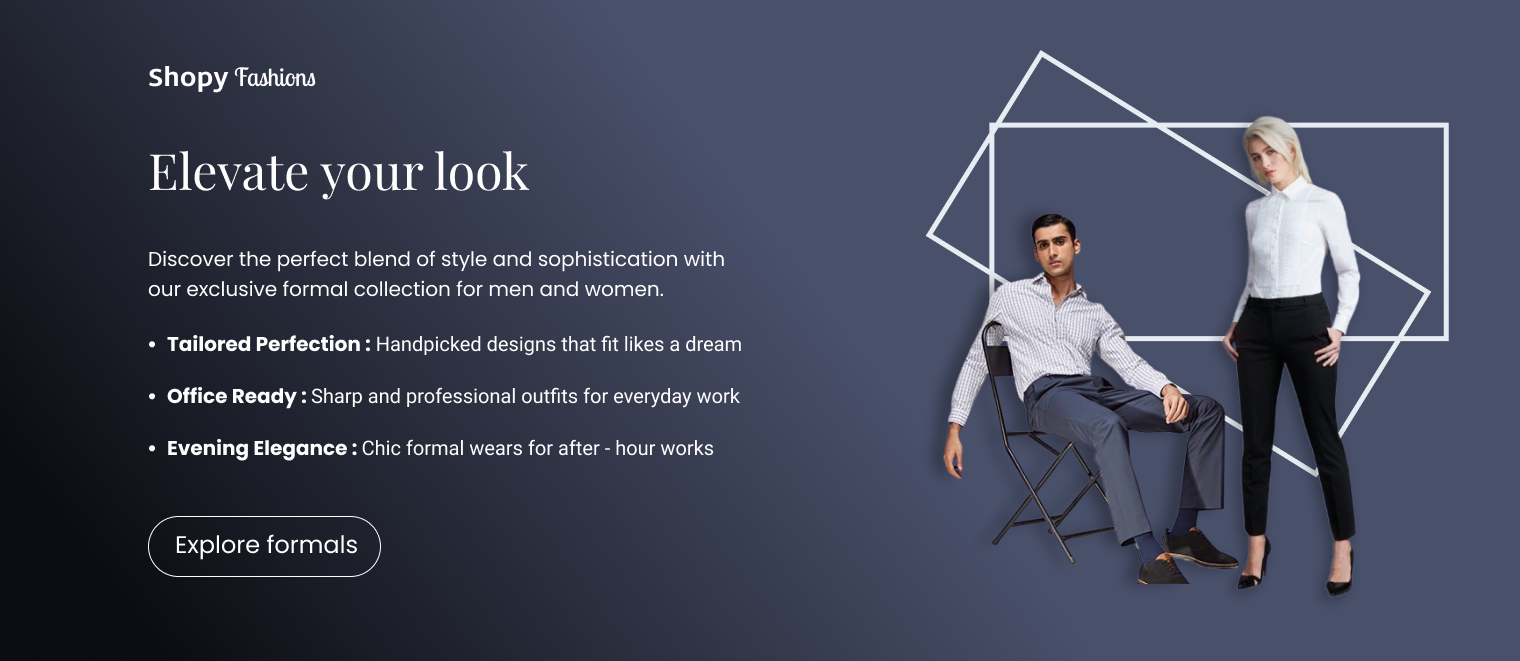 Shopy Fashions
Elevate your look
Discover the perfect blend of style and sophistication with
our exclusive formal collection for men and women.
• Tailored Perfection : Handpicked designs that fit likes a dream
• Office Ready : Sharp and professional outfits for everyday work
• Evening Elegance : Chic formal wears for after - hour works
Explore formals